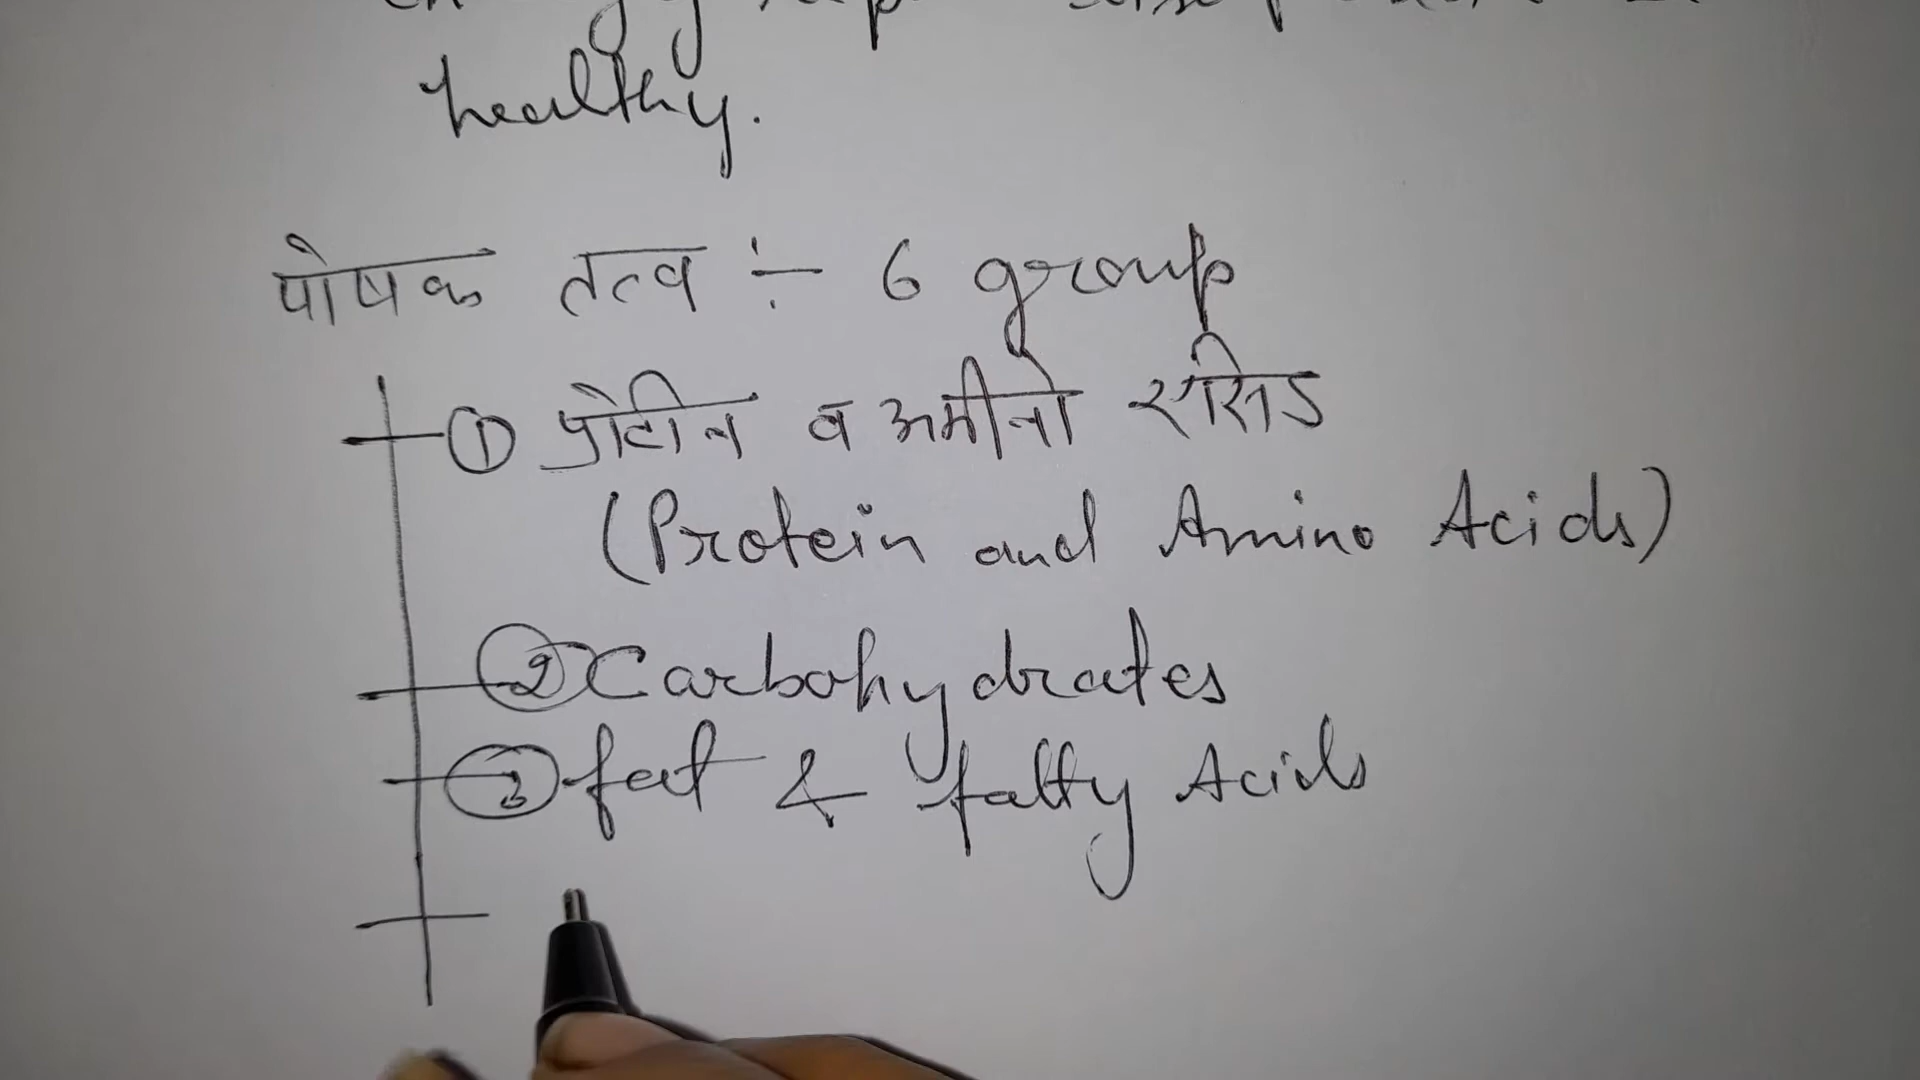 healthy.
पोषक तत्व ÷ 6 group
① प्रोटीन व अमीनो एसिड
(Protein and Amino Acids)
② Carbohydrates
③ fat & fatty Acids